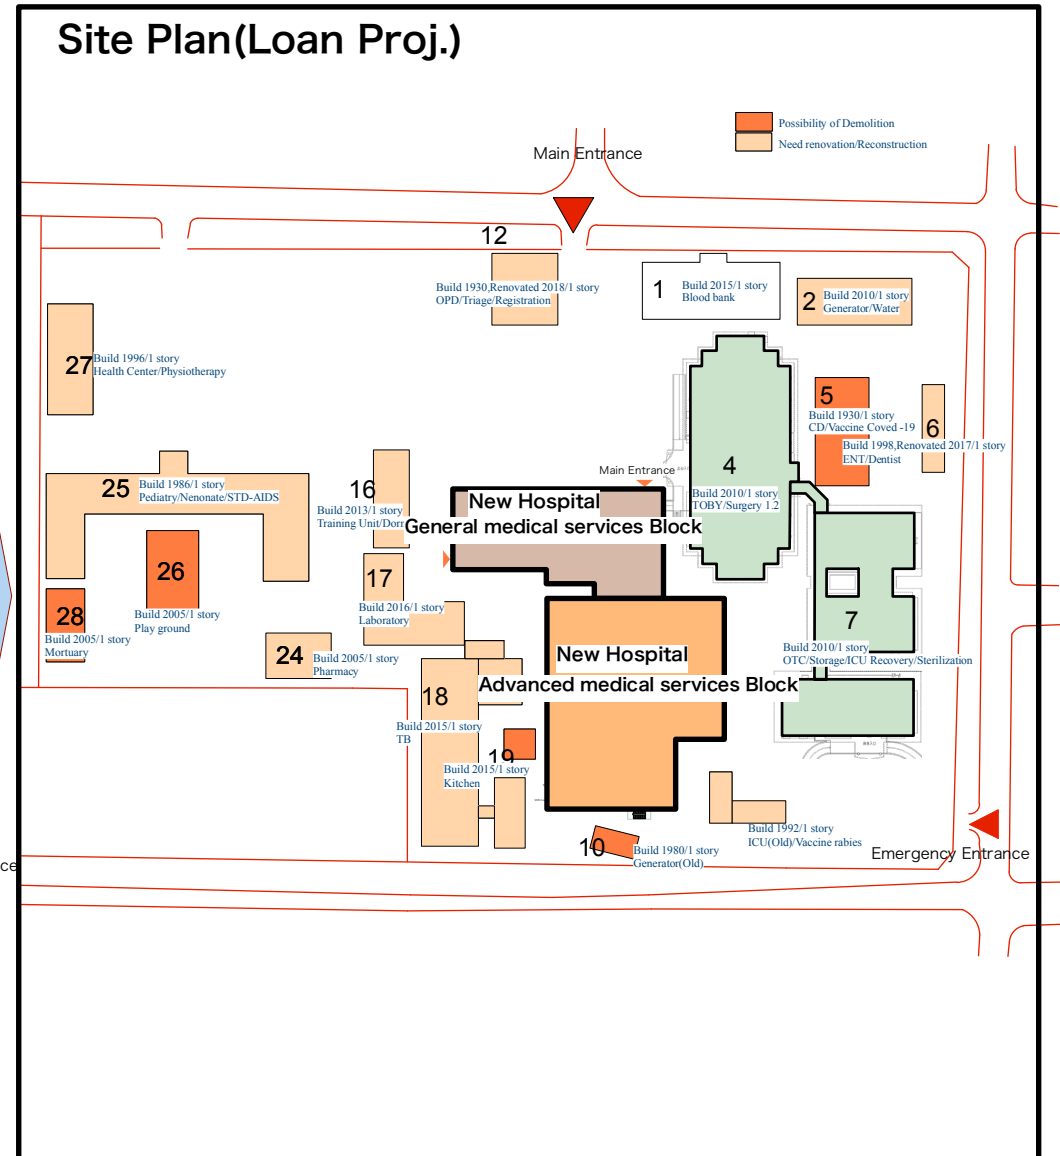 Site Plan(Loan Proj.)
Possibility of Demolition
Need renovation/Reconstruction
Main Entrance
12
Build 1930,Renovated 2018/1 story
OPD/Triage/Registration
1
Build 2015/1 story
Blood bank
2
Build 2010/1 story
Generator/Water
27
Build 1996/1 story
Health Center/Physiotherapy
5
Build 1930/1 story
CD/Vaccine Coved -19
6
Build 1998,Renovated 2017/1 story
ENT/Dentist
4
Build 2010/1 story
TOBY/Surgery 1.2
Main Entrance
25
Build 1986/1 story
Pediatry/Nenonate/STD-AIDS
16
Build 2013/1 story
Training Unit/Dorr
New Hospital
General medical services Block
26
Build 2005/1 story
Play ground
17
Build 2016/1 story
Laboratory
28
Build 2005/1 story
Mortuary
7
Build 2010/1 story
OTC/Storage/ICU Recovery/Sterilization
24
Build 2005/1 story
Pharmacy
New Hospital
Advanced medical services Block
18
Build 2015/1 story
TB
19
Build 2015/1 story
Kitchen
10
Build 1980/1 story
Generator(Old)
Build 1992/1 story
ICU(Old)/Vaccine rabies
Emergency Entrance
ce